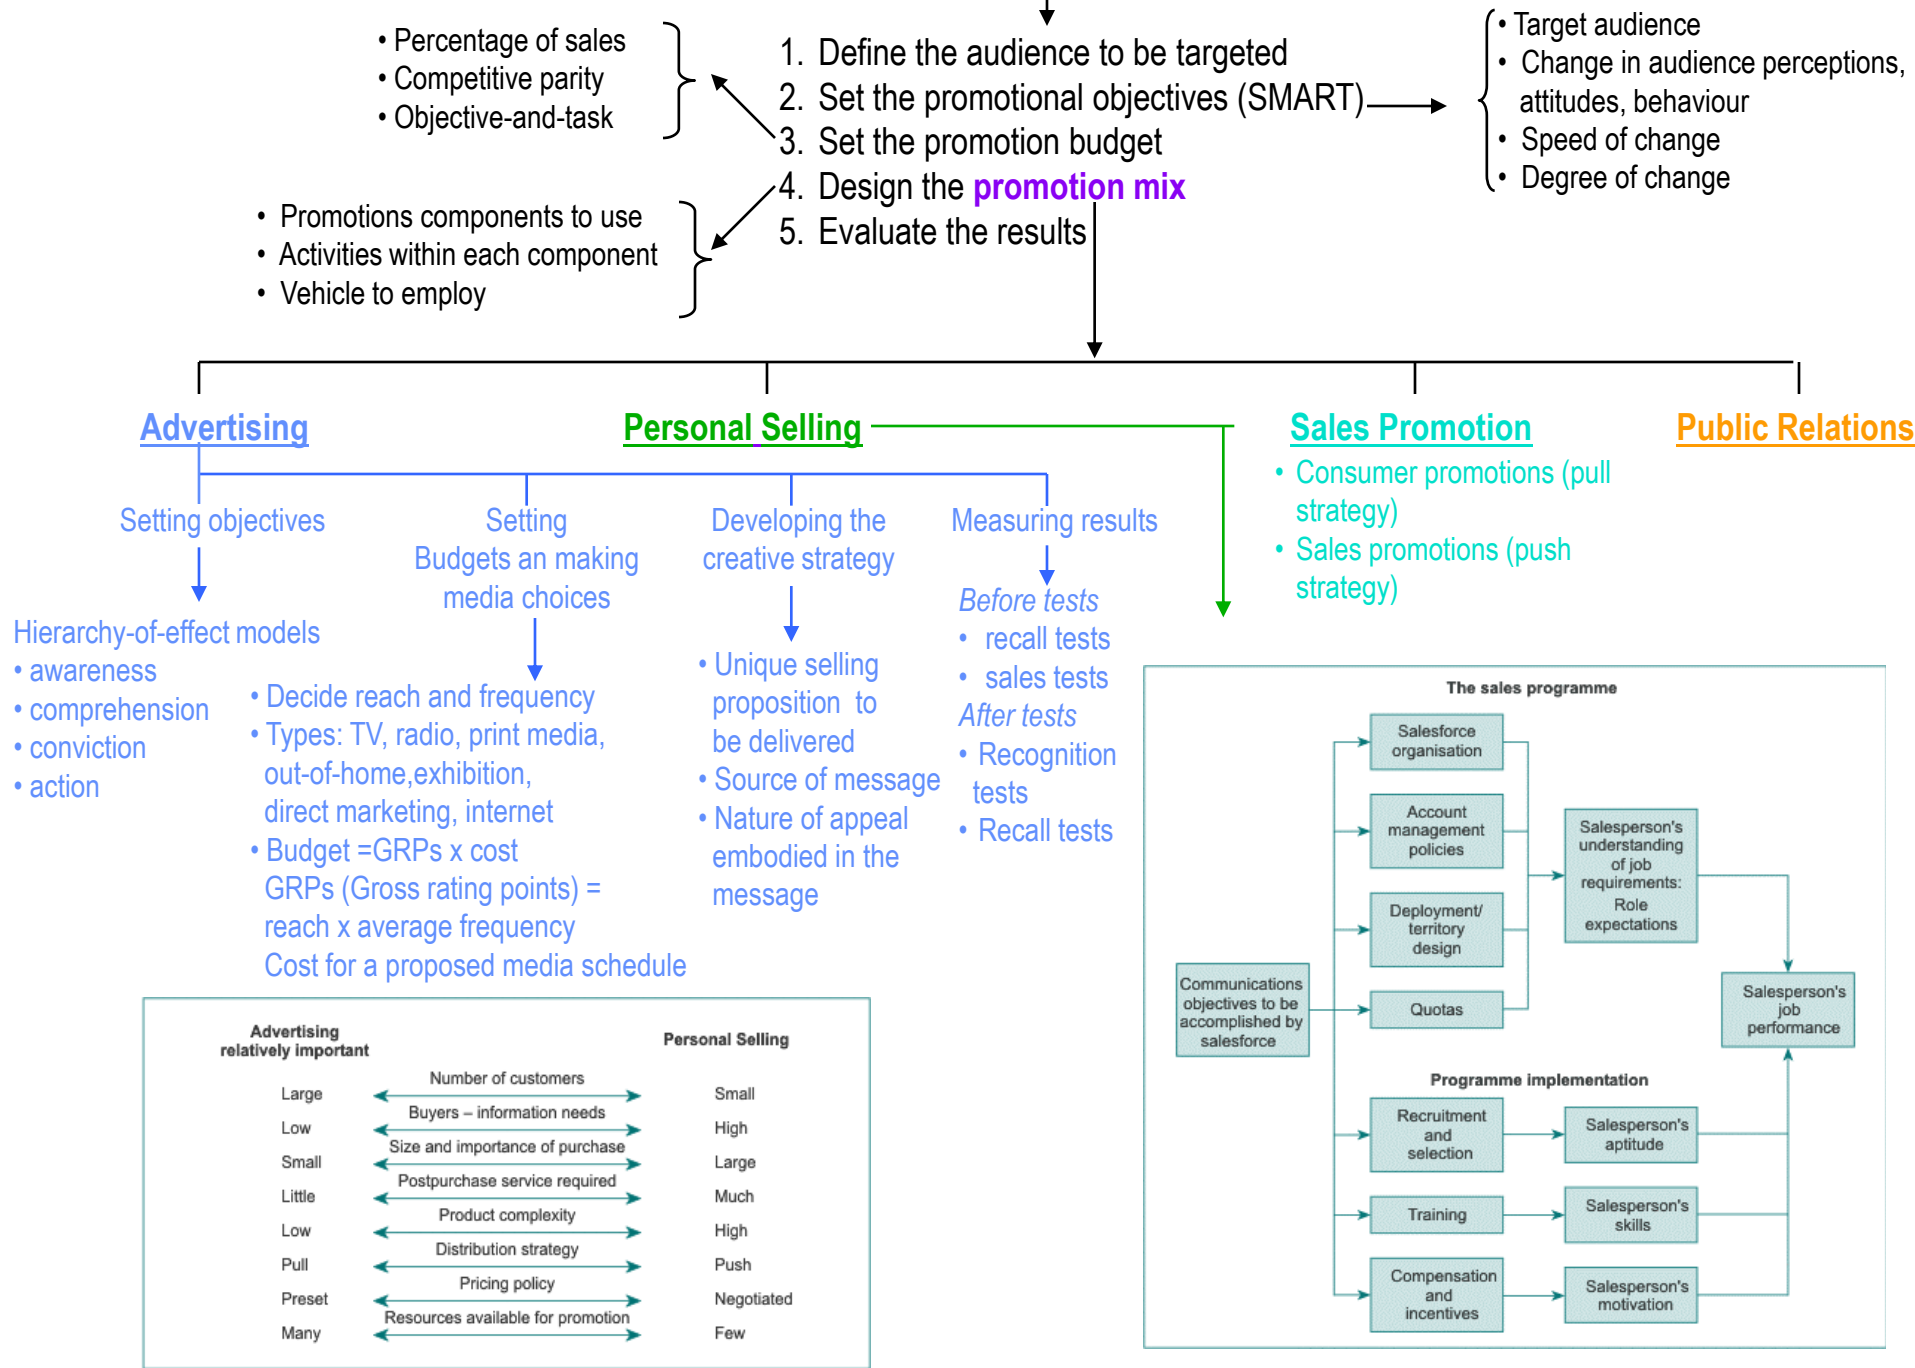 • Percentage of sales
• Competitive parity
• Objective-and-task
1. Define the audience to be targeted
2. Set the promotional objectives (SMART)
3. Set the promotion budget
4. Design the promotion mix
5. Evaluate the results
• Target audience
• Change in audience perceptions,
attitudes, behaviour
• Speed of change
• Degree of change
• Promotions components to use
• Activities within each component
• Vehicle to employ
Advertising
Personal Selling
Sales Promotion
Public Relations
• Consumer promotions (pull
strategy)
• Sales promotions (push
strategy)
Setting objectives
Hierarchy-of-effect models
• awareness
• comprehension
• conviction
• action
Setting
Budgets an making
media choices
• Decide reach and frequency
• Types: TV, radio, print media,
out-of-home,exhibition,
direct marketing, internet
• Budget =GRPs x cost
GRPs (Gross rating points) =
reach x average frequency
Cost for a proposed media schedule
Developing the
creative strategy
• Unique selling
proposition to
be delivered
• Source of message
• Nature of appeal
embodied in the
message
Measuring results
Before tests
• recall tests
• sales tests
After tests
• Recognition
tests
• Recall tests
Advertising
relatively important
Personal Selling
Number of customers
Large
Small
Buyers – information needs
Low
High
Size and importance of purchase
Small
Large
Postpurchase service required
Little
Much
Product complexity
Low
High
Distribution strategy
Pull
Push
Pricing policy
Preset
Negotiated
Resources available for promotion
Many
Few
The sales programme
Communications
objectives to be
accomplished by
salesforce
Salesforce
organisation
Account
management
policies
Deployment/
territory
design
Quotas
Salesperson's
understanding
of job
requirements:
Role
expectations
Salesperson's
job
performance
Programme implementation
Recruitment
and
selection
Salesperson's
aptitude
Training
Salesperson's
skills
Compensation
and
incentives
Salesperson's
motivation